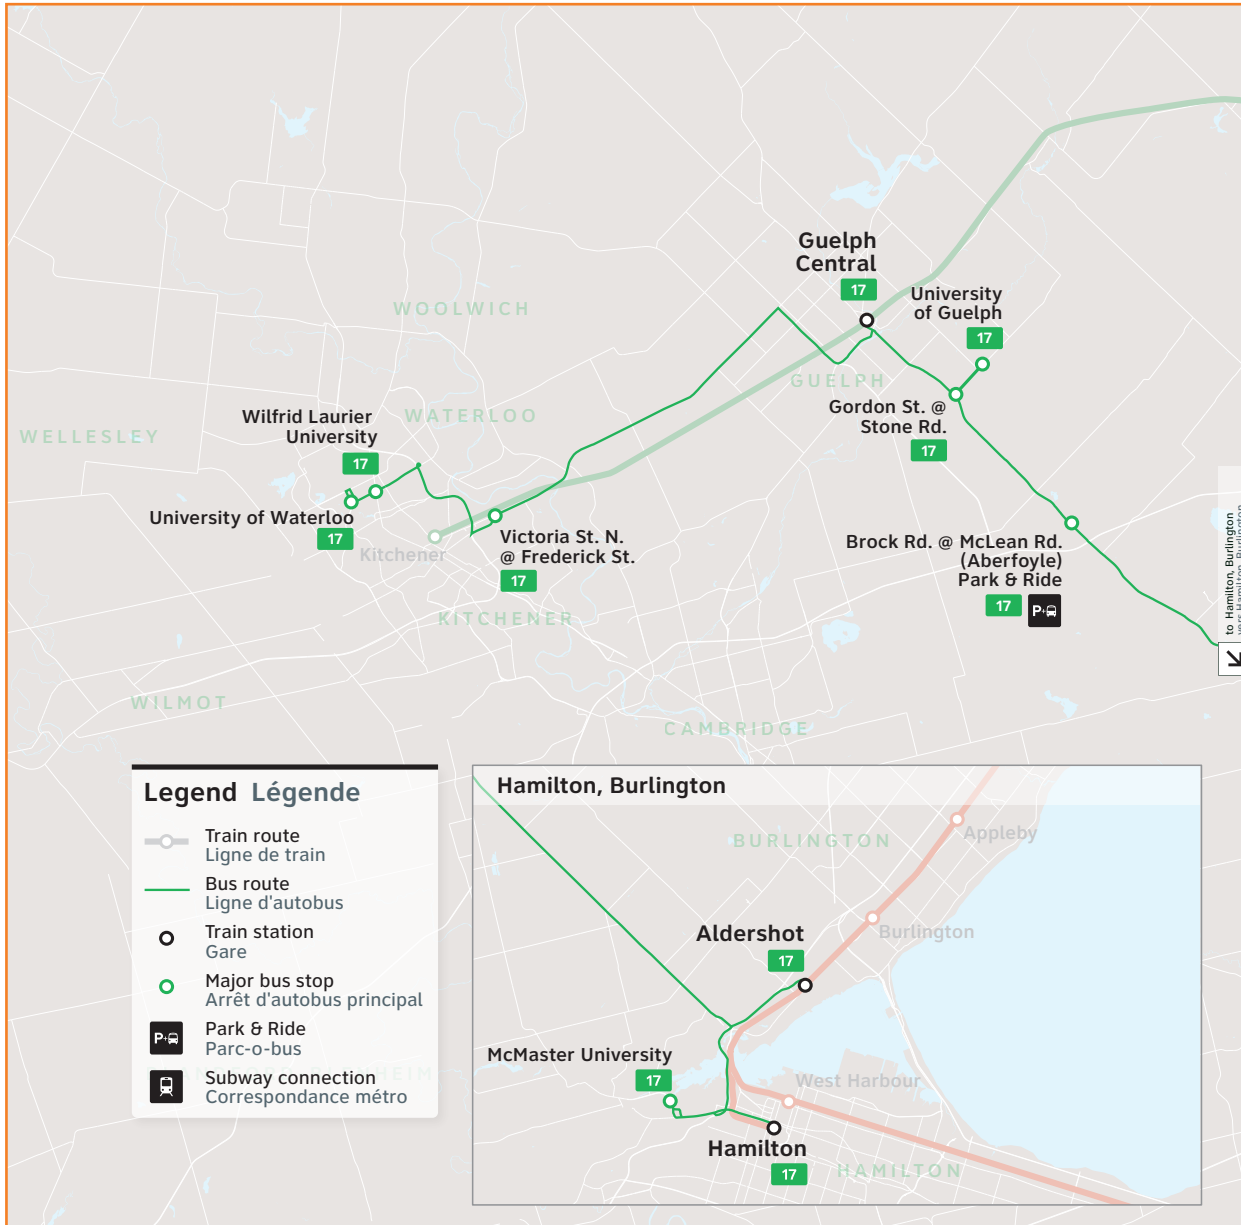 Guelph
Central
17
University
of Guelph
17
WOOLWICH
GUELPH
Gordon St. @
Stone Rd.
17
Wilfrid Laurier
University
17
WATERLOO
WELLESLEY
University of Waterloo
17
Kitchener
Victoria St. N.
@ Frederick St.
17
KITCHENER
Brock Rd. @ McLean Rd.
(Aberfoyle)
Park & Ride
17
P+
to Hamilton, Burlington
vers Hamilton, Burlington
WILMOT
CAMBRIDGE
Legend Légende
Train route
Ligne de train
Bus route
Ligne d'autobus
Train station
Gare
Major bus stop
Arrêt d'autobus principal
P+
Park & Ride
Parc-o-bus
Subway connection
Correspondance métro
Hamilton, Burlington
BURLINGTON
Appleby
Burlington
Aldershot
17
McMaster University
17
West Harbour
Hamilton
17
HAMILTON